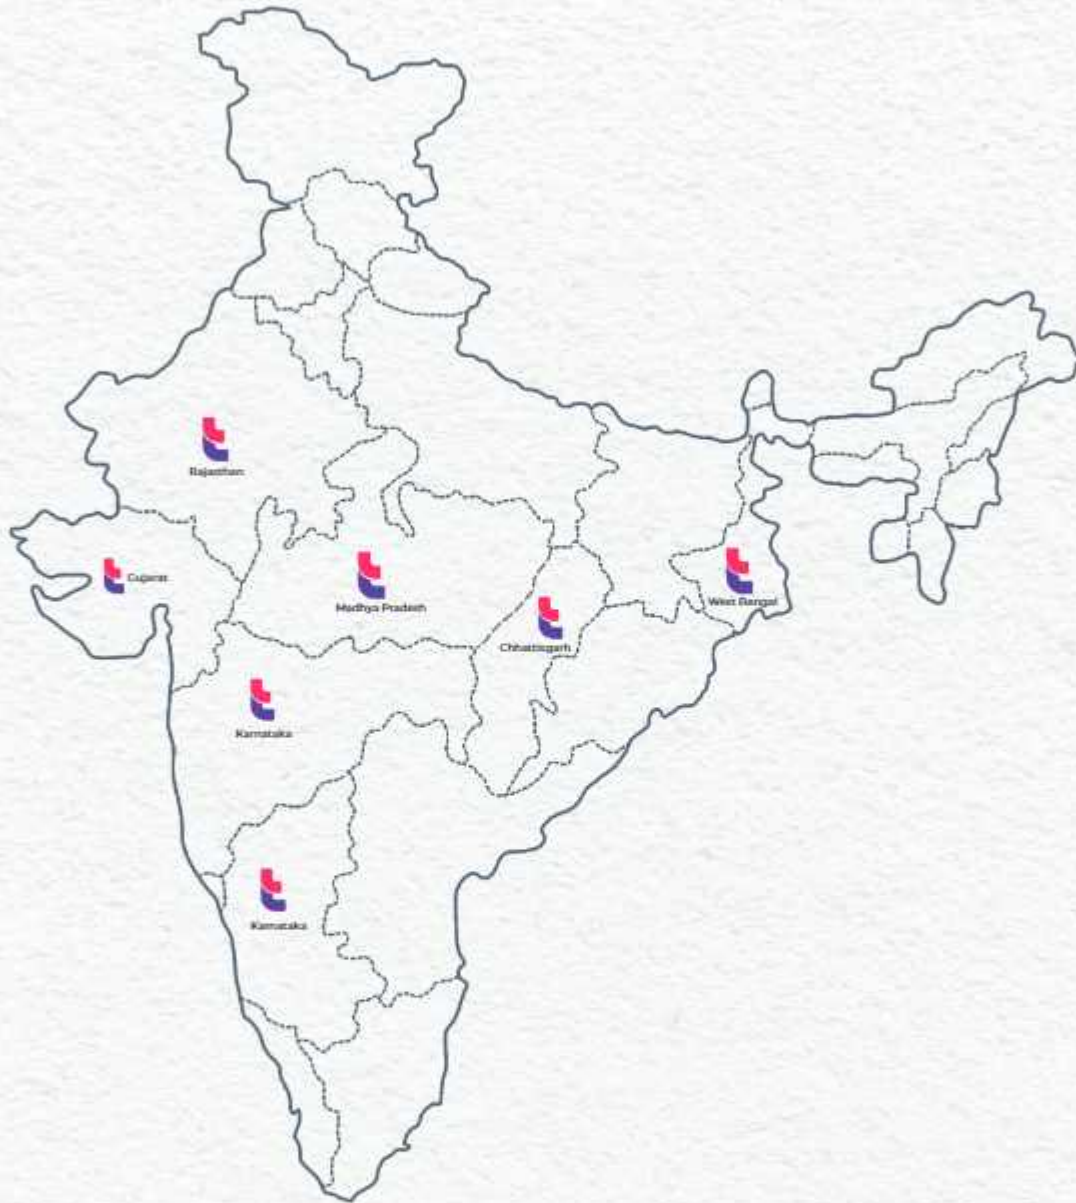 Rajasthan
Gujarat
Madhya Pradesh
West Bengal
Chhattisgarh
Karnataka
Karnataka